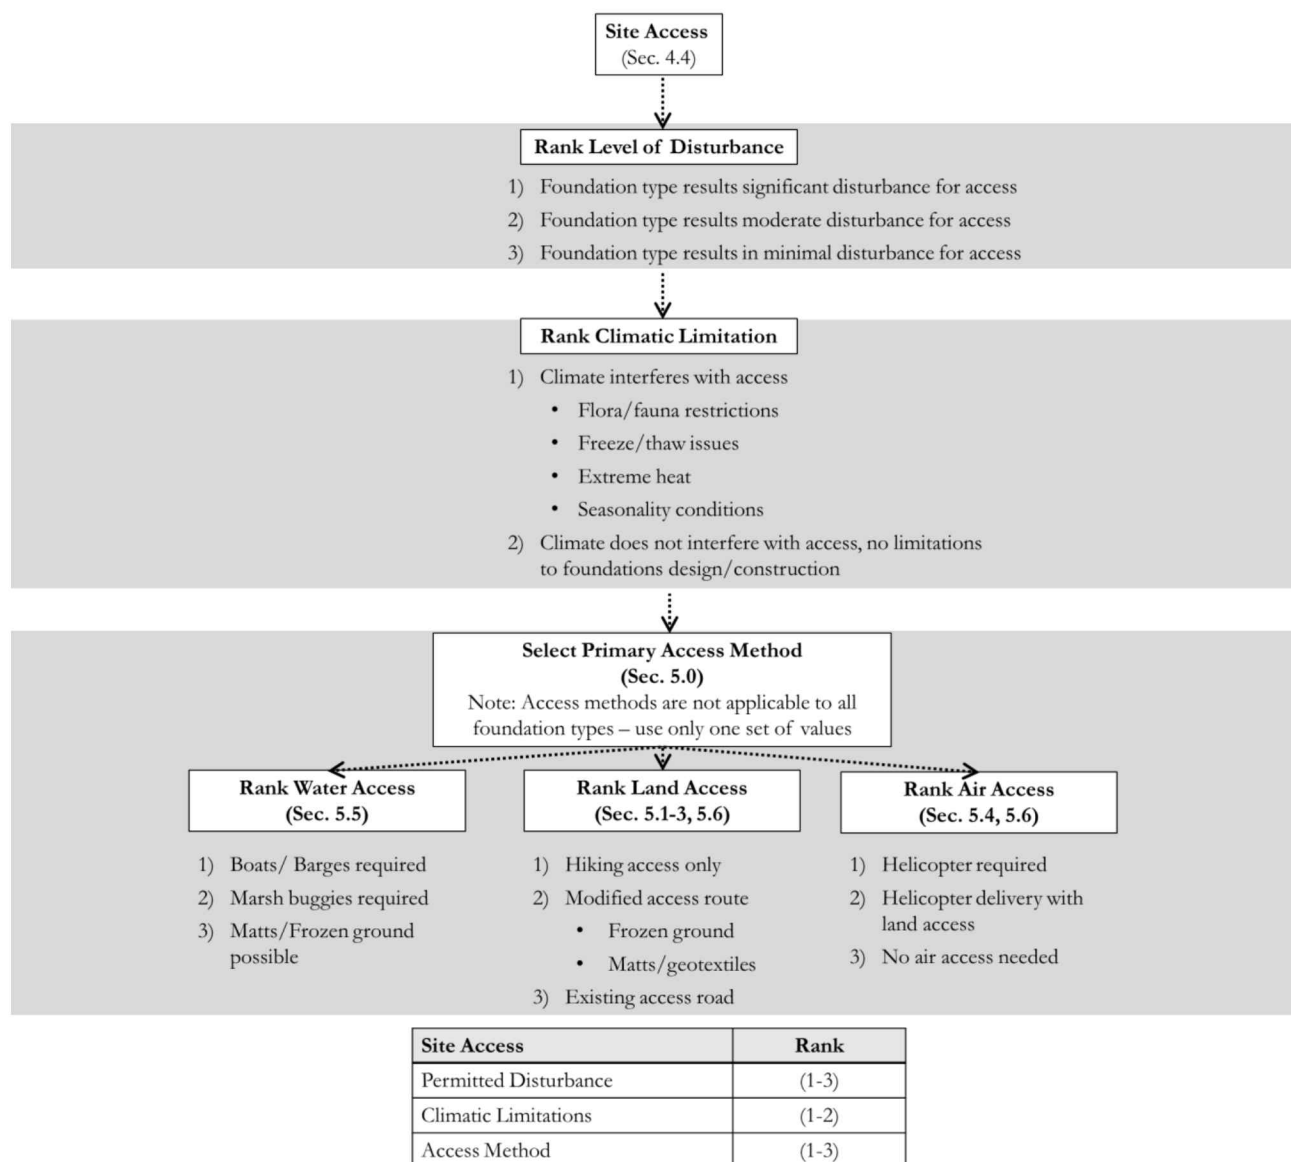 Site Access
(Sec. 4.4)
Rank Level of Disturbance
1) Foundation type results significant disturbance for access
2) Foundation type results moderate disturbance for access
3) Foundation type results in minimal disturbance for access
Rank Climatic Limitation
1) Climate interferes with access
• Flora/fauna restrictions
• Freeze/thaw issues
• Extreme heat
• Seasonality conditions
2) Climate does not interfere with access, no limitations
to foundations design/construction
Select Primary Access Method
(Sec. 5.0)
Note: Access methods are not applicable to all
foundation types – use only one set of values
Rank Water Access
(Sec. 5.5)
1) Boats/ Barges required
2) Marsh buggies required
3) Matts/Frozen ground
possible
Rank Land Access
(Sec. 5.1-3, 5.6)
1) Hiking access only
2) Modified access route
• Frozen ground
• Matts/geotextiles
3) Existing access road
Rank Air Access
(Sec. 5.4, 5.6)
1) Helicopter required
2) Helicopter delivery with
land access
3) No air access needed
Site Access Rank
Permitted Disturbance (1-3)
Climatic Limitations (1-2)
Access Method (1-3)